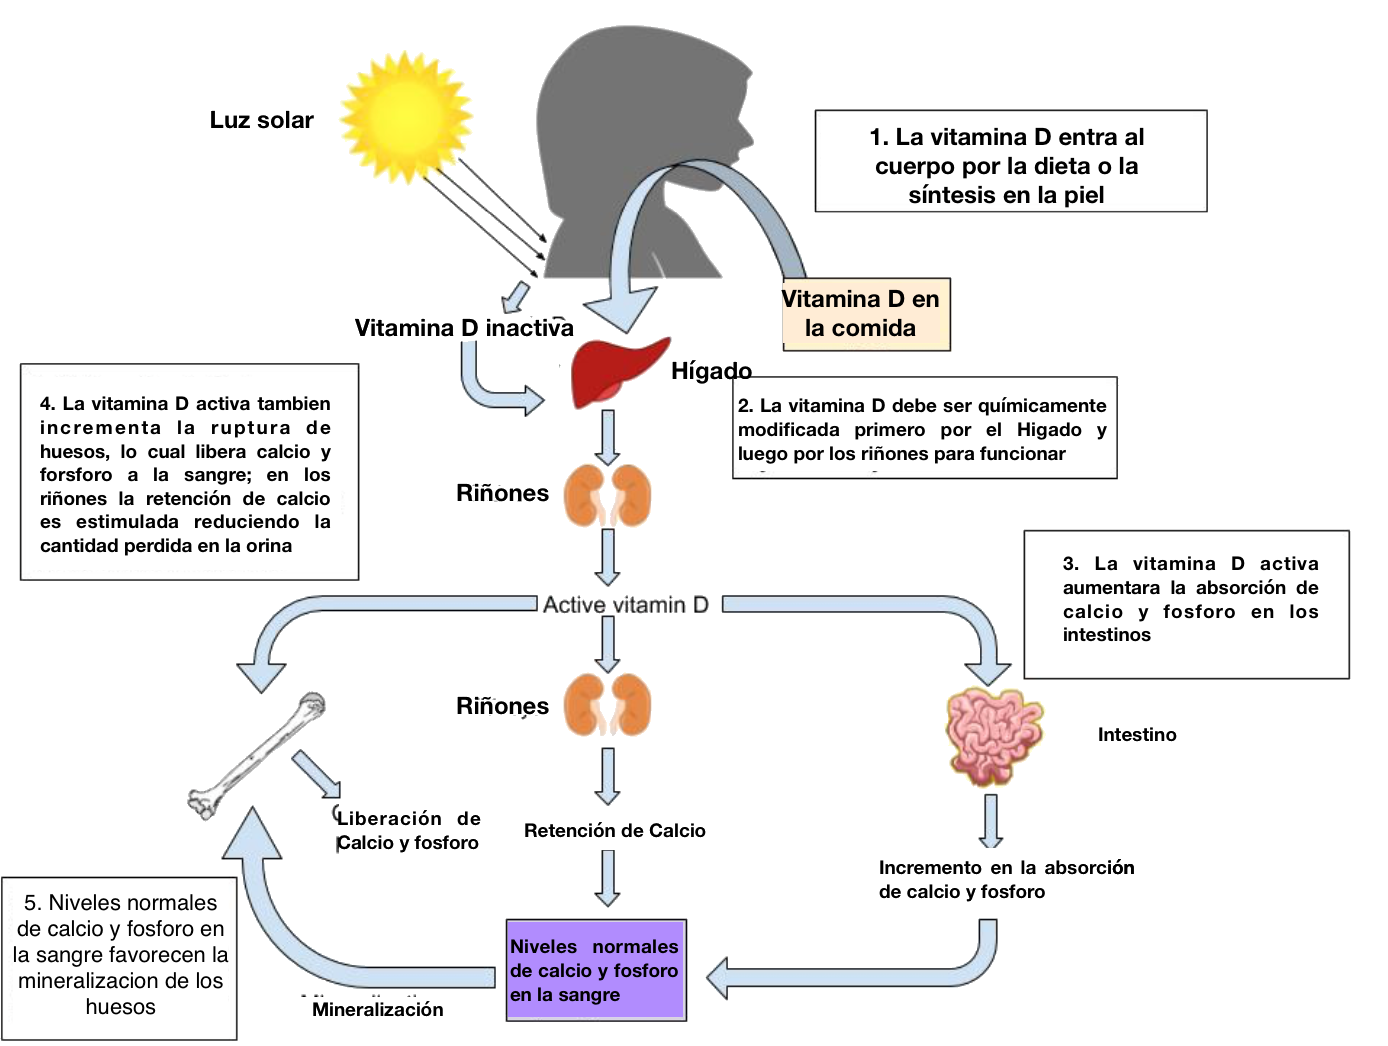 Luz solar
1. La vitamina D entra al
cuerpo por la dieta o la
síntesis en la piel
Vitamina D en
la comida
Vitamina D inactiva
Hígado
2. La vitamina D debe ser químicamente
modificada primero por el Higado y
luego por los riñones para funcionar
4. La vitamina D activa tambien
incrementa la ruptura de
huesos, lo cual libera calcio y
forsforo a la sangre; en los
riñones la retención de calcio
es estimulada reduciendo la
cantidad perdida en la orina
Riñones
3. La vitamina D activa
aumentara la absorción de
calcio y fosforo en los
intestinos
Active vitamin D
Riñones
Intestino
Liberación de
Calcio y fosforo
Retención de Calcio
Incremento en la absorción
de calcio y fosforo
5. Niveles normales
de calcio y fosforo en
la sangre favorecen la
mineralizacion de los
huesos
Niveles normales
de calcio y fosforo
en la sangre
Mineralización